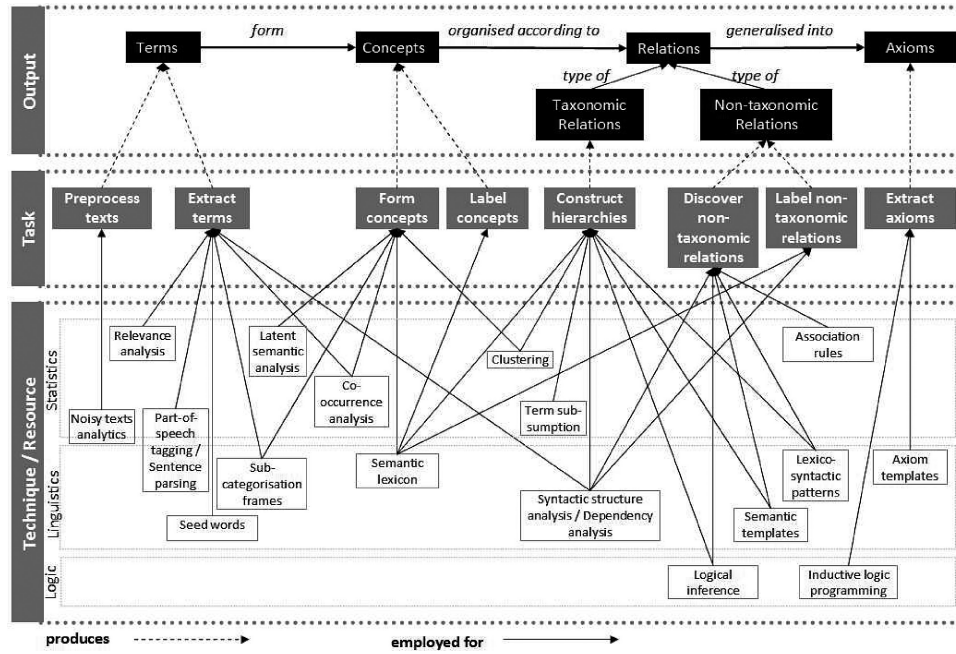 Output
form
organised according to
generalised into
Terms
Concepts
Relations
Axioms
type of
type of
Taxonomic
Relations
Non-taxonomic
Relations
Task
Preprocess
texts
Extract
terms
Form
concepts
Label
concepts
Construct
hierarchies
Discover
non-
taxonomic
relations
Label non-
taxonomic
relations
Extract
axioms
Technique / Resource
Statistics
Relevance
analysis
Latent
semantic
analysis
Clustering
Association
rules
Co-
occurrence
analysis
Noisy texts
analytics
Term sub-
sumption
Linguistics
Part-of-
speech
tagging /
Sentence
parsing
Sub-
categorisation
frames
Seed words
Semantic
lexicon
Syntactic structure
analysis / Dependency
analysis
Semantic
templates
Lexico-
syntactic
patterns
Axiom
templates
Logic
Logical
inference
Inductive logic
programming
produces
employed for